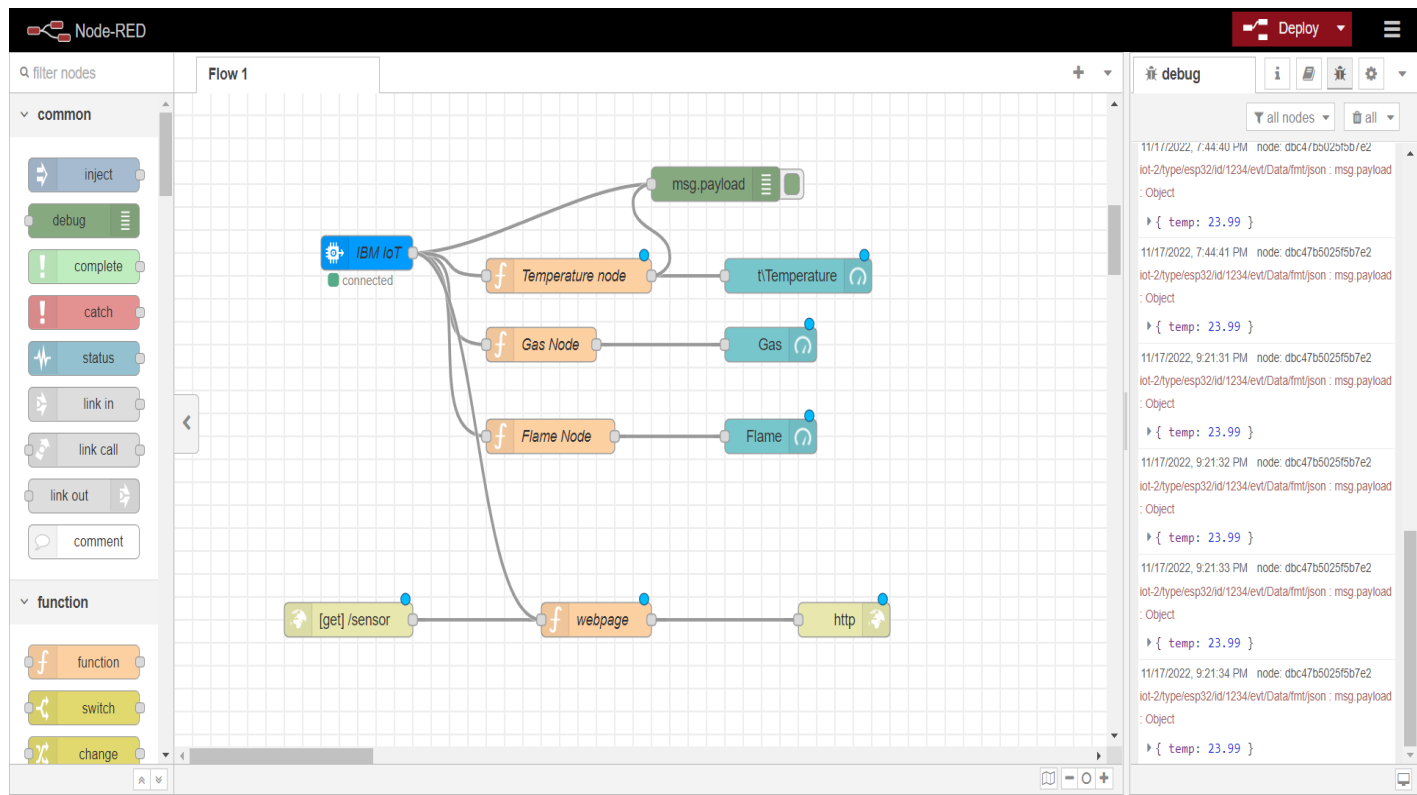 Node-RED
Deploy
filter nodes
Flow 1
debug
i
common
all nodes
all
inject
debug
complete
catch
status
link in
link call
link out
comment
function
function
switch
change
msg.payload
IBM IoT
connected
Temperature node
t\Temperature
Gas Node
Gas
Flame Node
Flame
[get] /sensor
webpage
http
11/17/2022, 7:44:40 PM node: dbc47b5025f5b7e2
iot-2/type/esp32/id/1234/evt/Data/fmt/json : msg.payload
: Object
{ temp: 23.99 }
11/17/2022, 7:44:41 PM node: dbc47b5025f5b7e2
iot-2/type/esp32/id/1234/evt/Data/fmt/json : msg.payload
: Object
{ temp: 23.99 }
11/17/2022, 9:21:31 PM node: dbc47b5025f5b7e2
iot-2/type/esp32/id/1234/evt/Data/fmt/json : msg.payload
: Object
{ temp: 23.99 }
11/17/2022, 9:21:32 PM node: dbc47b5025f5b7e2
iot-2/type/esp32/id/1234/evt/Data/fmt/json : msg.payload
: Object
{ temp: 23.99 }
11/17/2022, 9:21:33 PM node: dbc47b5025f5b7e2
iot-2/type/esp32/id/1234/evt/Data/fmt/json : msg.payload
: Object
{ temp: 23.99 }
11/17/2022, 9:21:34 PM node: dbc47b5025f5b7e2
iot-2/type/esp32/id/1234/evt/Data/fmt/json : msg.payload
: Object
{ temp: 23.99 }